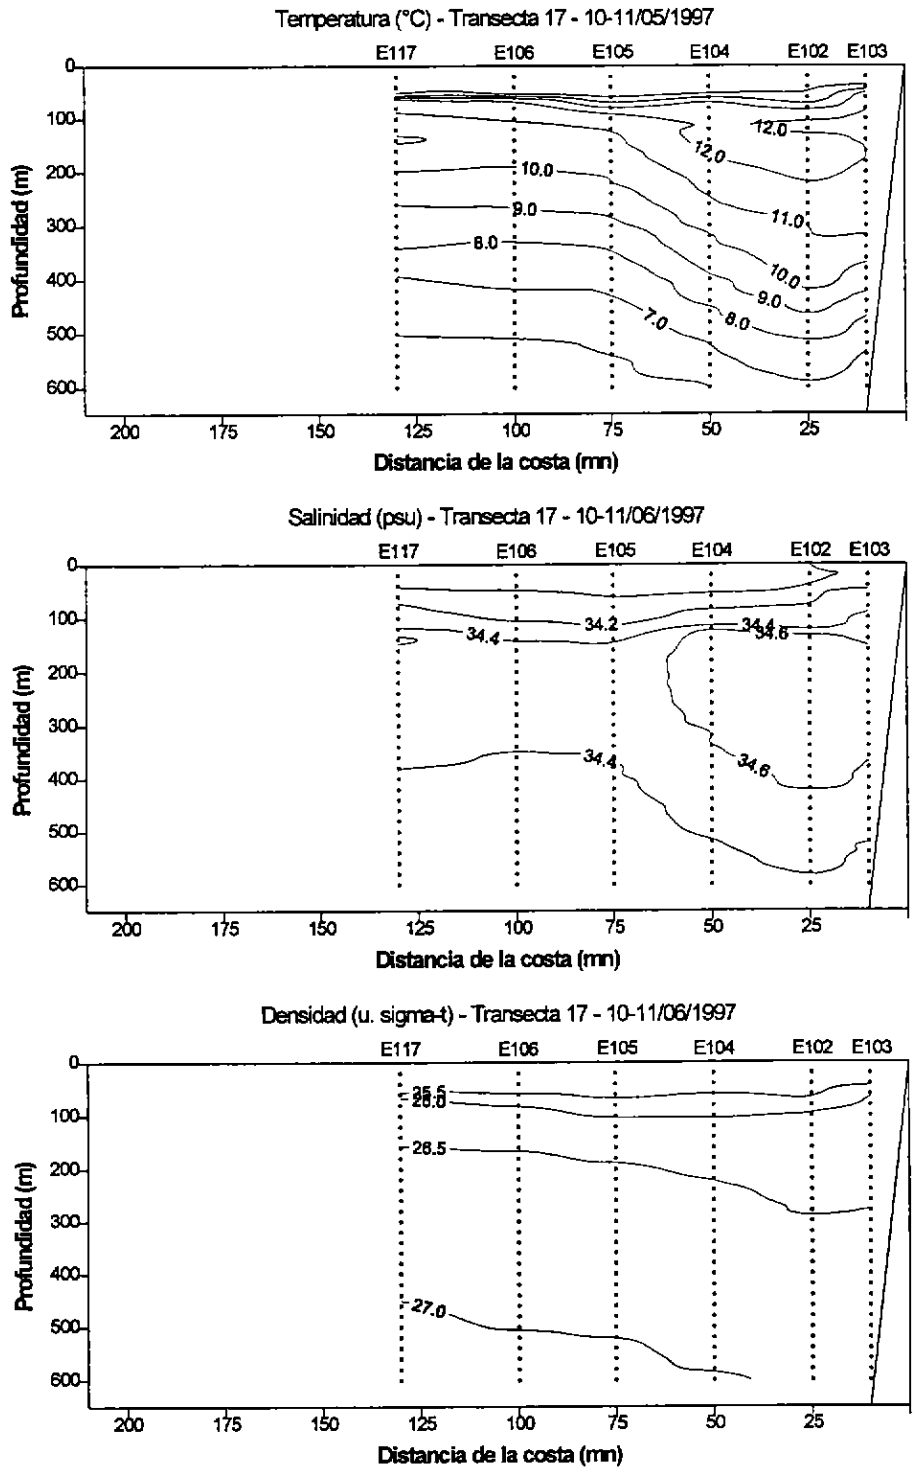 Temperatura (°C) - Transecta 17 - 10-11/05/1997
E117 E106 E105 E104 E102 E103
0
100
200
300
400
500
600
Profundidad (m)
12.0
12.0
11.0
10.0
10.0
9.0
9.0
8.0
8.0
7.0
200 175 150 125 100 75 50 25
Distancia de la costa (mn)
Salinidad (psu) - Transecta 17 - 10-11/06/1997
E117 E106 E105 E104 E102 E103
0
100
200
300
400
500
600
Profundidad (m)
34.2
34.4
34.4
34.6
34.6
34.4
200 175 150 125 100 75 50 25
Distancia de la costa (mn)
Densidad (u. sigma-t) - Transecta 17 - 10-11/06/1997
E117 E106 E105 E104 E102 E103
0
100
200
300
400
500
600
Profundidad (m)
25.5
26.0
26.5
27.0
200 175 150 125 100 75 50 25
Distancia de la costa (mn)